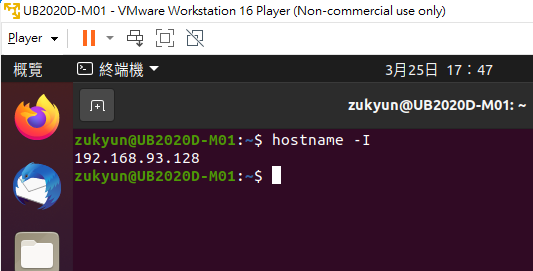 UB2020D-M01 - VMware Workstation 16 Player (Non-commercial use only)
Player
概覽 終端機 3月25日 17：47
zukyun@UB2020D-M01: ~
zukyun@UB2020D-M01:~$ hostname -I
192.168.93.128
zukyun@UB2020D-M01:~$